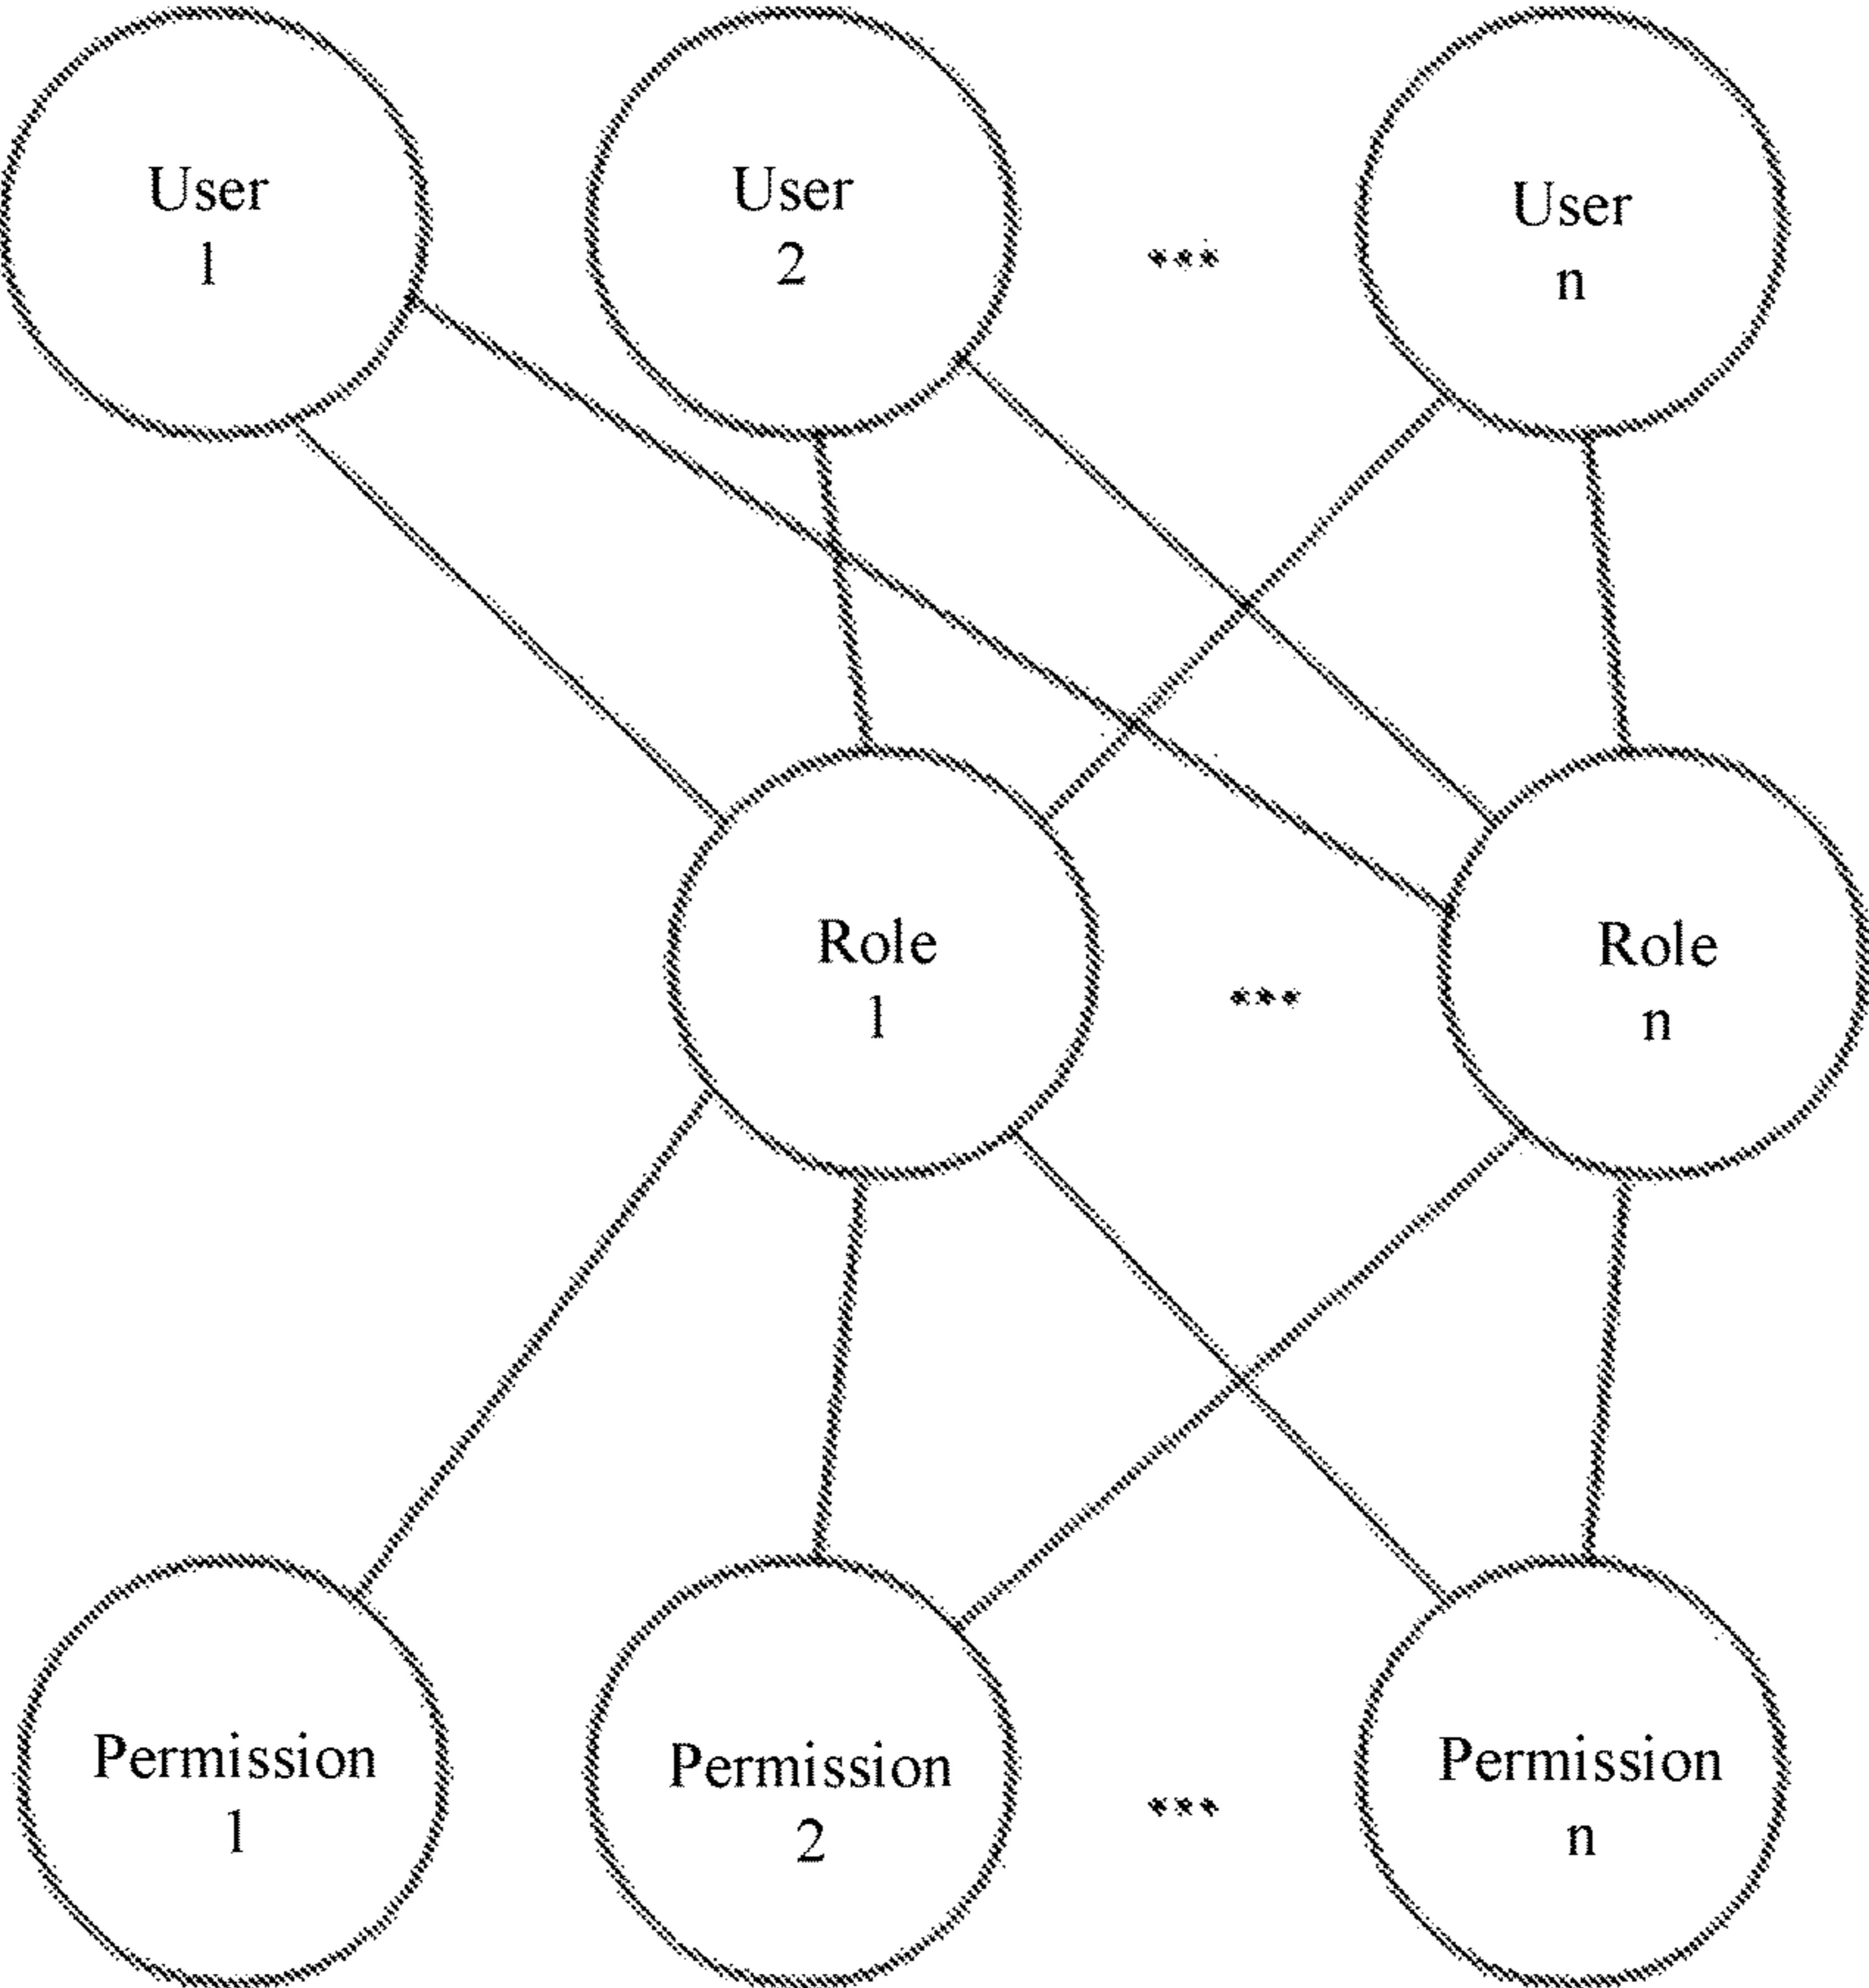 User
1
User
2
...
User
n
Role
1
...
Role
n
Permission
1
Permission
2
...
Permission
n